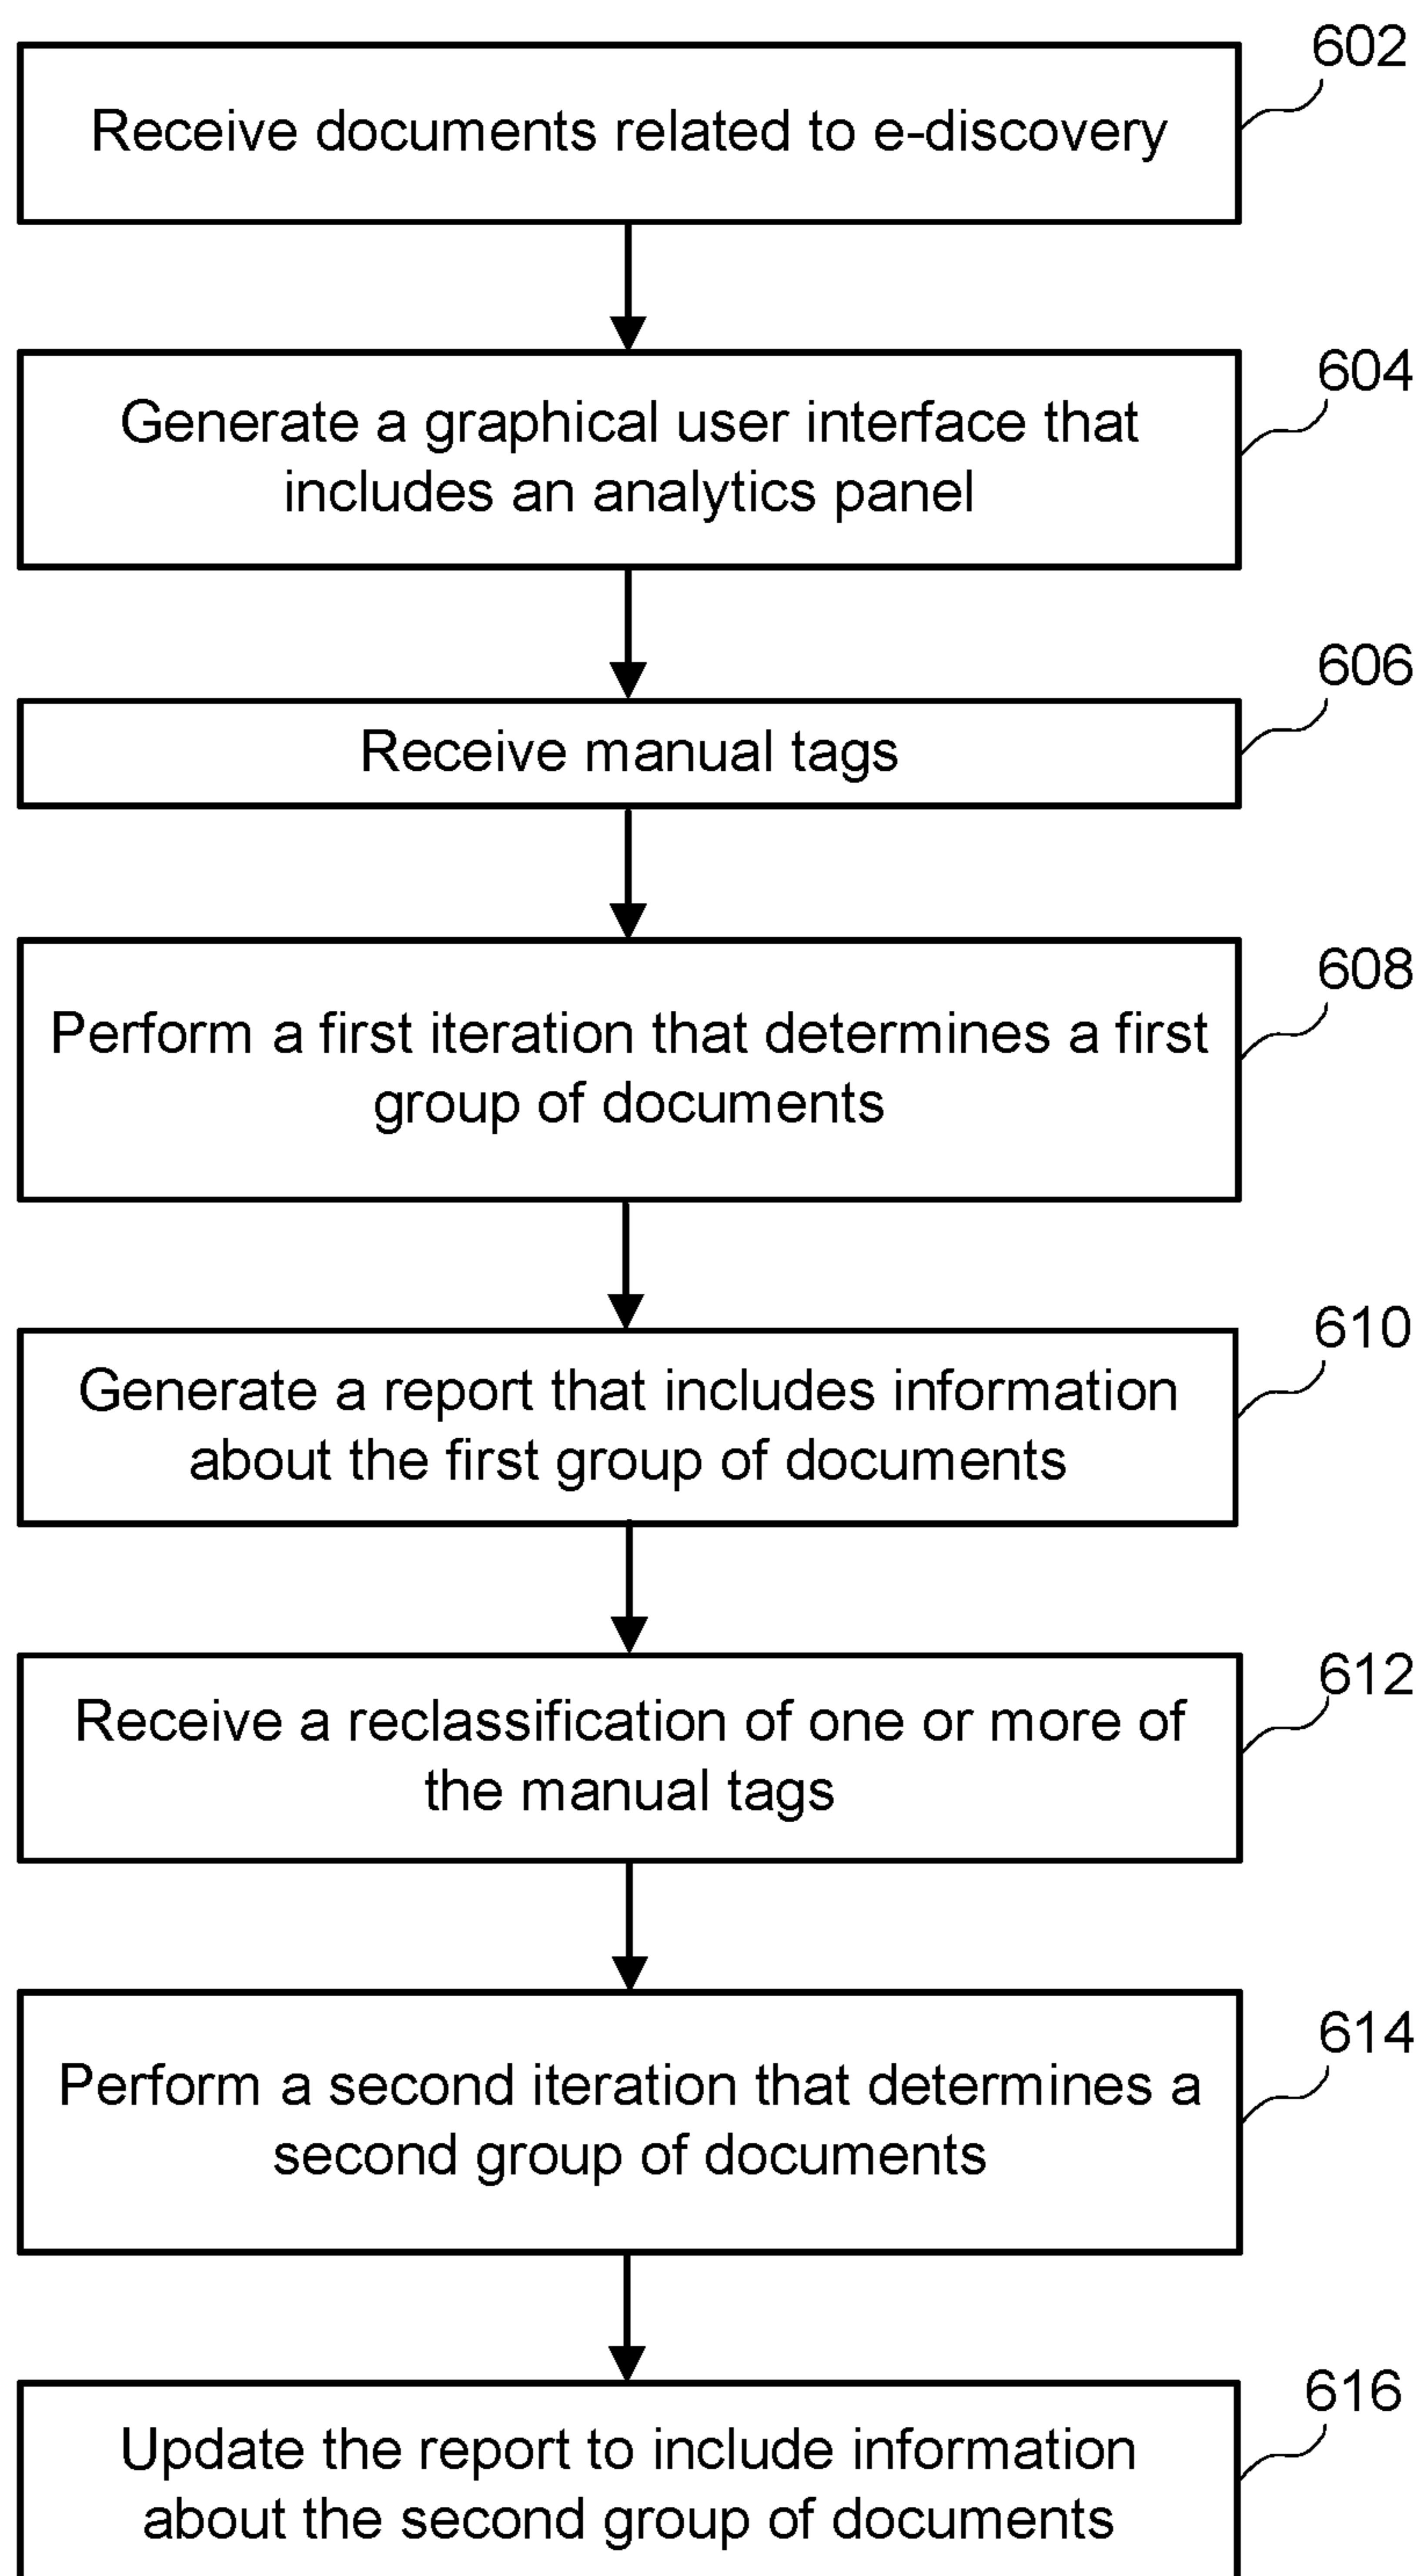 602
Receive documents related to e-discovery
604
Generate a graphical user interface that
includes an analytics panel
606
Receive manual tags
608
Perform a first iteration that determines a first
group of documents
610
Generate a report that includes information
about the first group of documents
612
Receive a reclassification of one or more of
the manual tags
614
Perform a second iteration that determines a
second group of documents
616
Update the report to include information
about the second group of documents